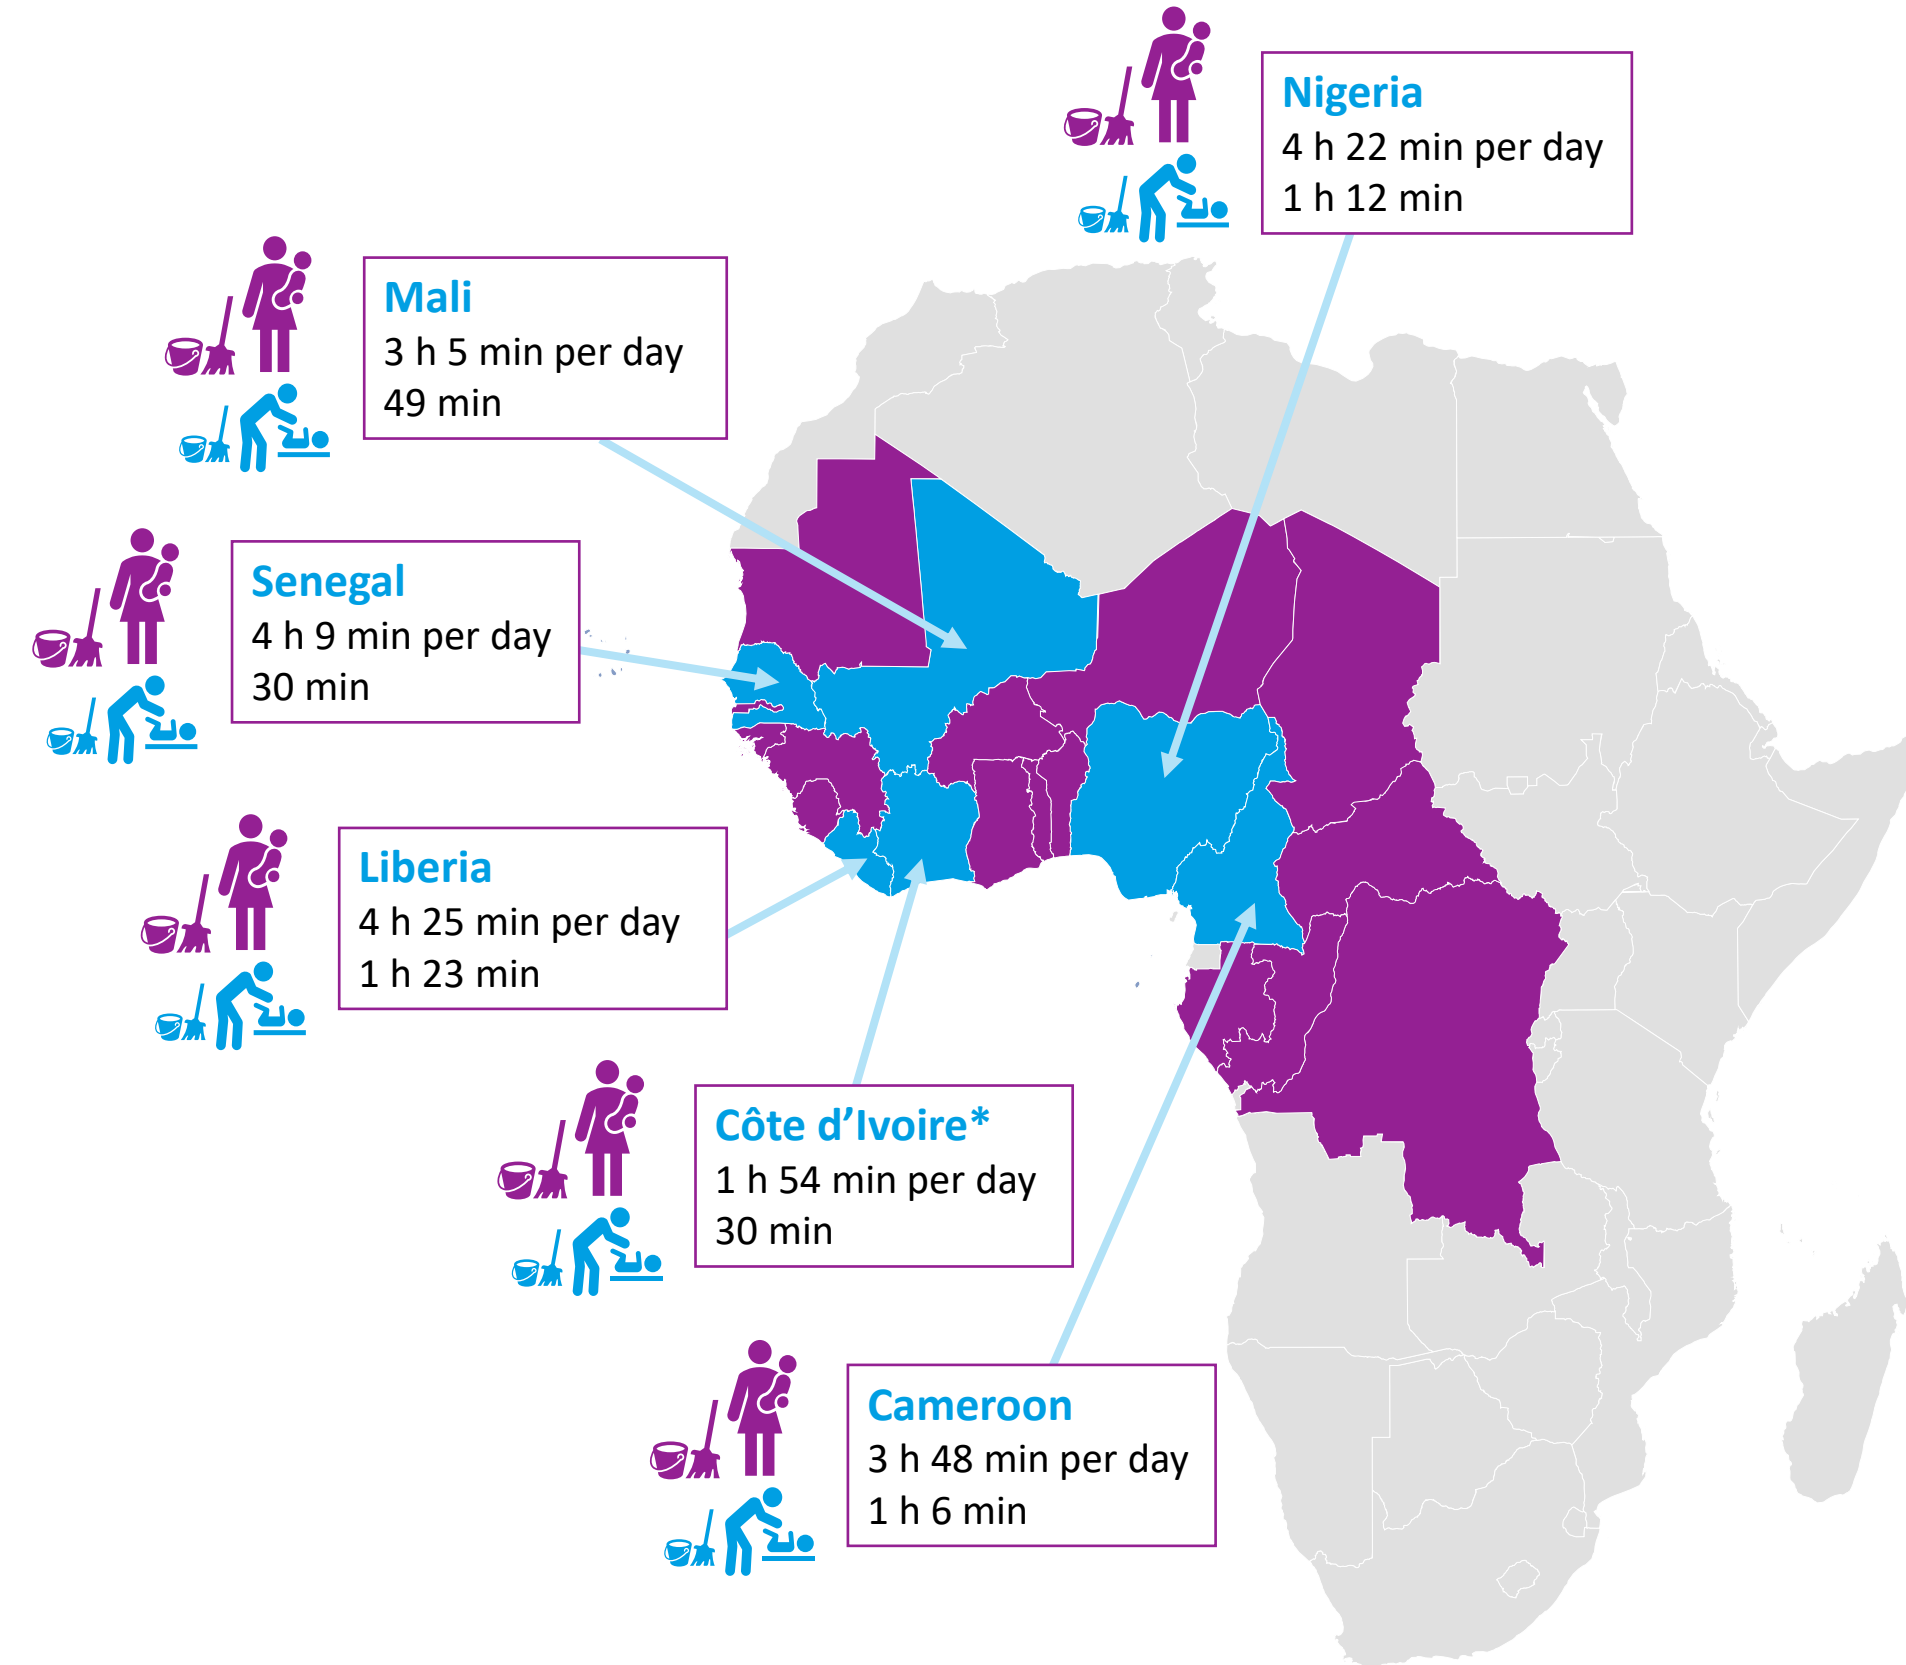 Nigeria
4 h 22 min per day
1 h 12 min
Mali
3 h 5 min per day
49 min
Senegal
4 h 9 min per day
30 min
Liberia
4 h 25 min per day
1 h 23 min
Côte d’Ivoire*
1 h 54 min per day
30 min
Cameroon
3 h 48 min per day
1 h 6 min